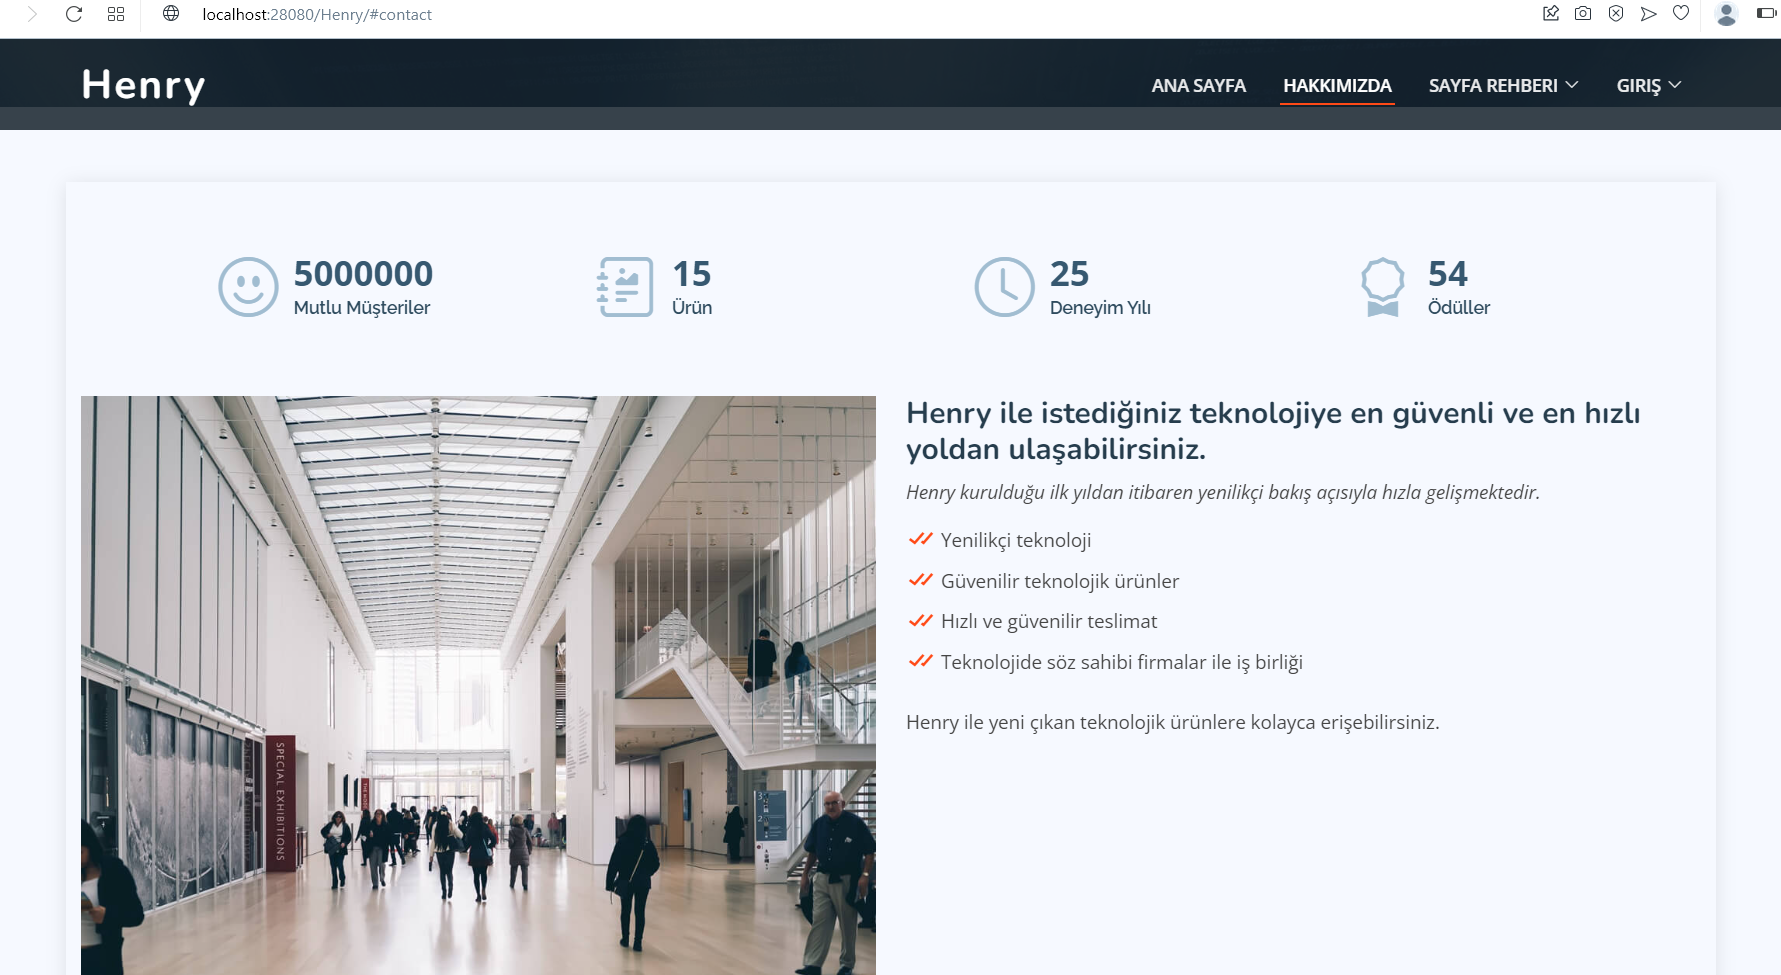 localhost:28080/Henry/#contact
Henry
ANA SAYFA
HAKKIMIZDA
SAYFA REHBERI
GIRIŞ
5000000
Mutlu Müşteriler
15
Ürün
25
Deneyim Yılı
54
Ödüller
Henry ile istediğiniz teknolojiye en güvenli ve en hızlı
yoldan ulaşabilirsiniz.
Henry kurulduğu ilk yıldan itibaren yenilikçi bakış açısıyla hızla gelişmektedir.
Yenilikçi teknoloji
Güvenilir teknolojik ürünler
Hızlı ve güvenilir teslimat
Teknolojide söz sahibi firmalar ile iş birliği
Henry ile yeni çıkan teknolojik ürünlere kolayca erişebilirsiniz.
SPECIAL EXHIBITIONS
3
2